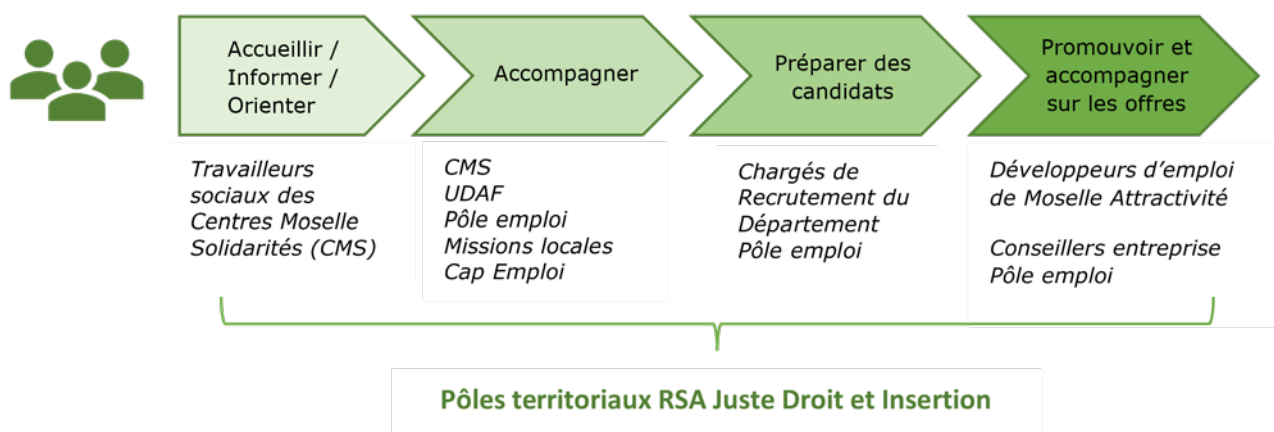 Accueillir /
Informer /
Orienter
Accompagner
Préparer des
candidats
Promouvoir et
accompagner
sur les offres
Travailleurs
sociaux des
Centres Moselle
Solidarités (CMS)
CMS
UDAF
Pôle emploi
Missions locales
Cap Emploi
Chargés de
Recrutement du
Département
Pôle emploi
Développeurs d'emploi
de Moselle Attractivité
Conseillers entreprise
Pôle emploi
Pôles territoriaux RSA Juste Droit et Insertion